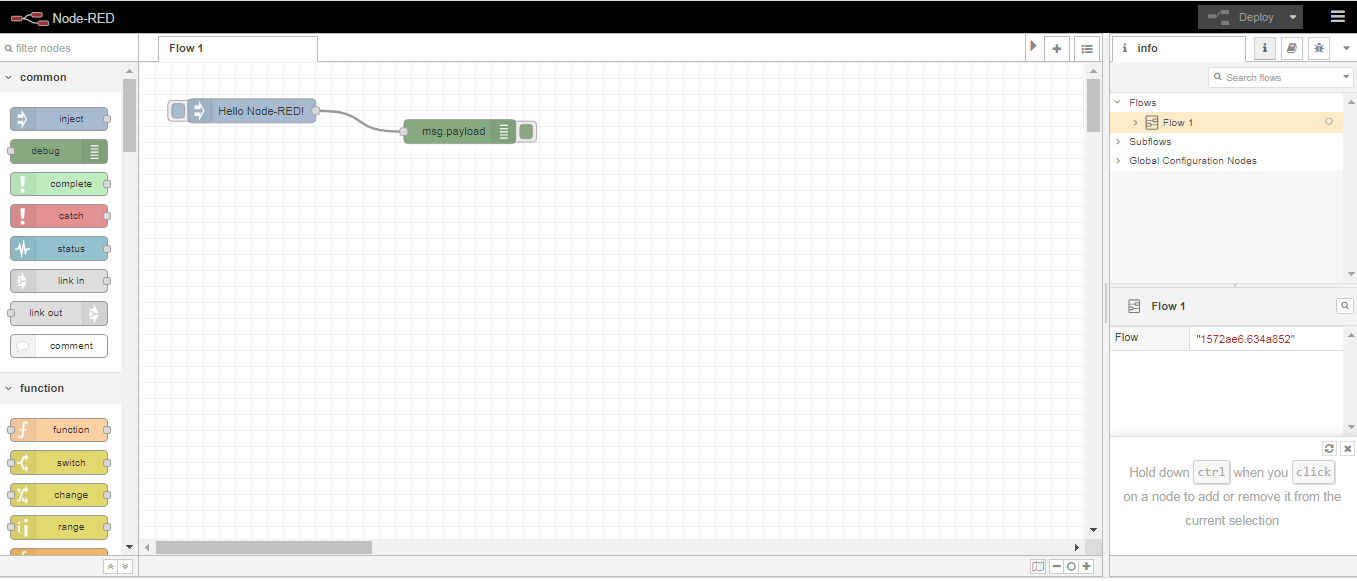 Node-RED
Deploy
filter nodes
Flow 1
info
common
Search flows
inject
Hello Node-RED!
Flows
Flow 1
debug
msg.payload
Subflows
Global Configuration Nodes
complete
catch
status
link in
link out
Flow 1
comment
Flow
"1572ae6.634a852"
function
function
switch
change
range
Hold down ctrl when you click
on a node to add or remove it from the
current selection